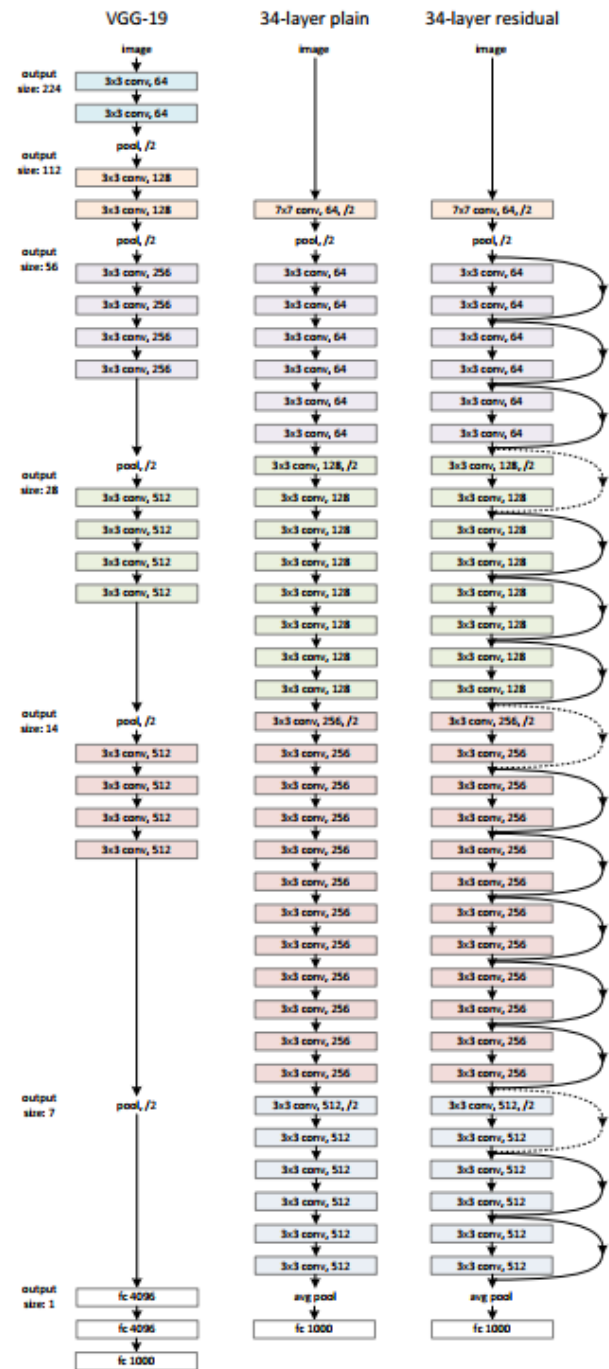 VGG-19
image
output
size: 224
3x3 conv, 64
3x3 conv, 64
pool, /2
output
size: 112
3x3 conv, 128
3x3 conv, 128
pool, /2
output
size: 56
3x3 conv, 256
3x3 conv, 256
3x3 conv, 256
3x3 conv, 256
pool, /2
output
size: 28
3x3 conv, 512
3x3 conv, 512
3x3 conv, 512
3x3 conv, 512
pool, /2
output
size: 14
3x3 conv, 512
3x3 conv, 512
3x3 conv, 512
3x3 conv, 512
pool, /2
output
size: 7
output
size: 1
fc 4096
fc 4096
fc 1000
34-layer plain
image
7x7 conv, 64, /2
pool, /2
3x3 conv, 64
3x3 conv, 64
3x3 conv, 64
3x3 conv, 64
3x3 conv, 64
3x3 conv, 64
3x3 conv, 128, /2
3x3 conv, 128
3x3 conv, 128
3x3 conv, 128
3x3 conv, 128
3x3 conv, 128
3x3 conv, 128
3x3 conv, 128
3x3 conv, 256, /2
3x3 conv, 256
3x3 conv, 256
3x3 conv, 256
3x3 conv, 256
3x3 conv, 256
3x3 conv, 256
3x3 conv, 256
3x3 conv, 256
3x3 conv, 256
3x3 conv, 256
3x3 conv, 256
3x3 conv, 512, /2
3x3 conv, 512
3x3 conv, 512
3x3 conv, 512
3x3 conv, 512
3x3 conv, 512
avg pool
fc 1000
34-layer residual
image
7x7 conv, 64, /2
pool, /2
3x3 conv, 64
3x3 conv, 64
3x3 conv, 64
3x3 conv, 64
3x3 conv, 64
3x3 conv, 64
3x3 conv, 128, /2
3x3 conv, 128
3x3 conv, 128
3x3 conv, 128
3x3 conv, 128
3x3 conv, 128
3x3 conv, 128
3x3 conv, 128
3x3 conv, 256, /2
3x3 conv, 256
3x3 conv, 256
3x3 conv, 256
3x3 conv, 256
3x3 conv, 256
3x3 conv, 256
3x3 conv, 256
3x3 conv, 256
3x3 conv, 256
3x3 conv, 256
3x3 conv, 256
3x3 conv, 512, /2
3x3 conv, 512
3x3 conv, 512
3x3 conv, 512
3x3 conv, 512
3x3 conv, 512
avg pool
fc 1000